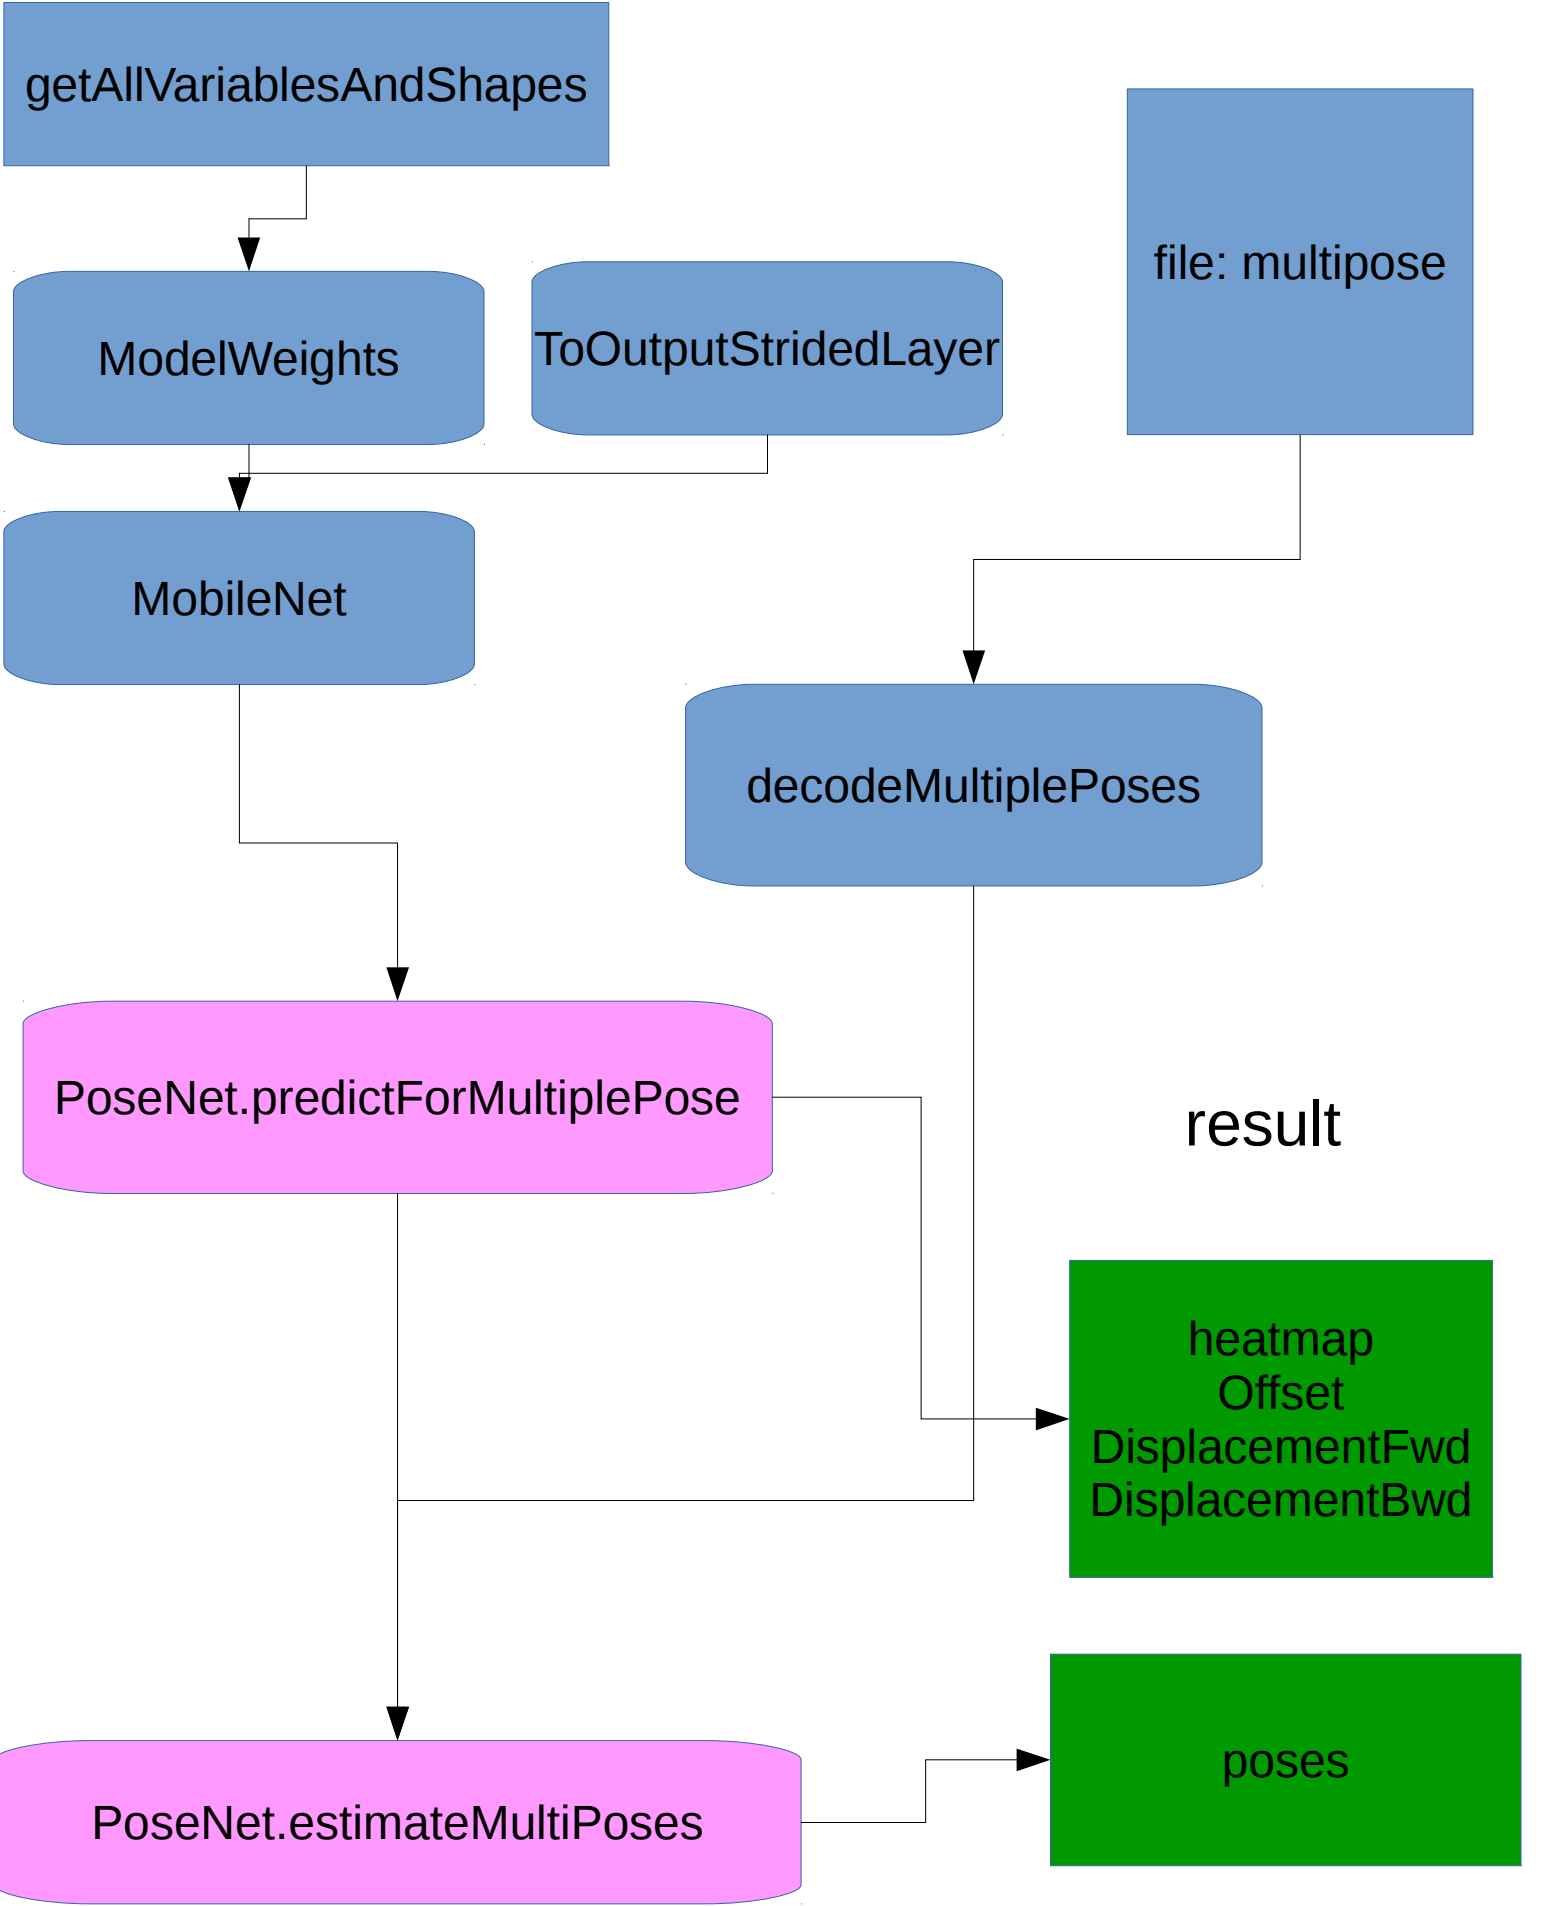 getAllVariablesAndShapes
file: multipose
ModelWeights
ToOutputStridedLayer
MobileNet
decodeMultiplePoses
PoseNet.predictForMultiplePose
result
heatmap
Offset
DisplacementFwd
DisplacementBwd
poses
PoseNet.estimateMultiPoses